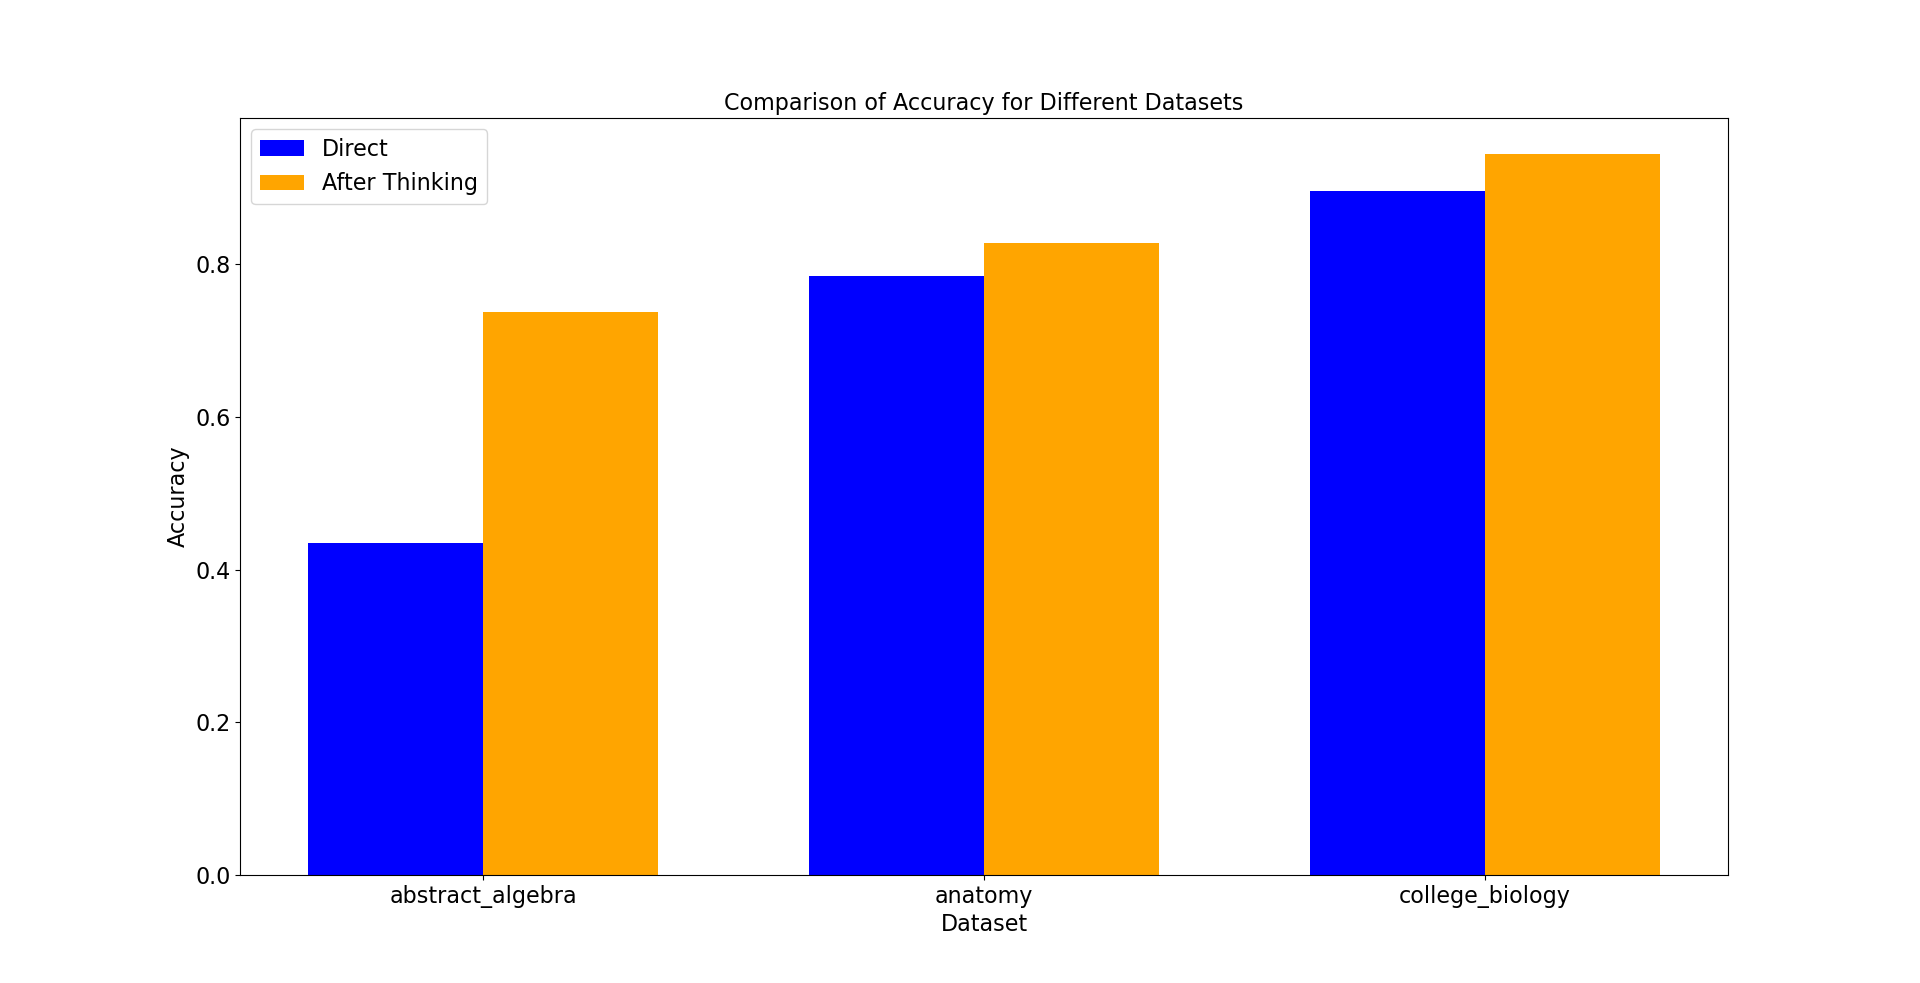 Comparison of Accuracy for Different Datasets
Direct
After Thinking
0.8
0.6
0.4
0.2
0.0
Accuracy
abstract_algebra
anatomy
college_biology
Dataset